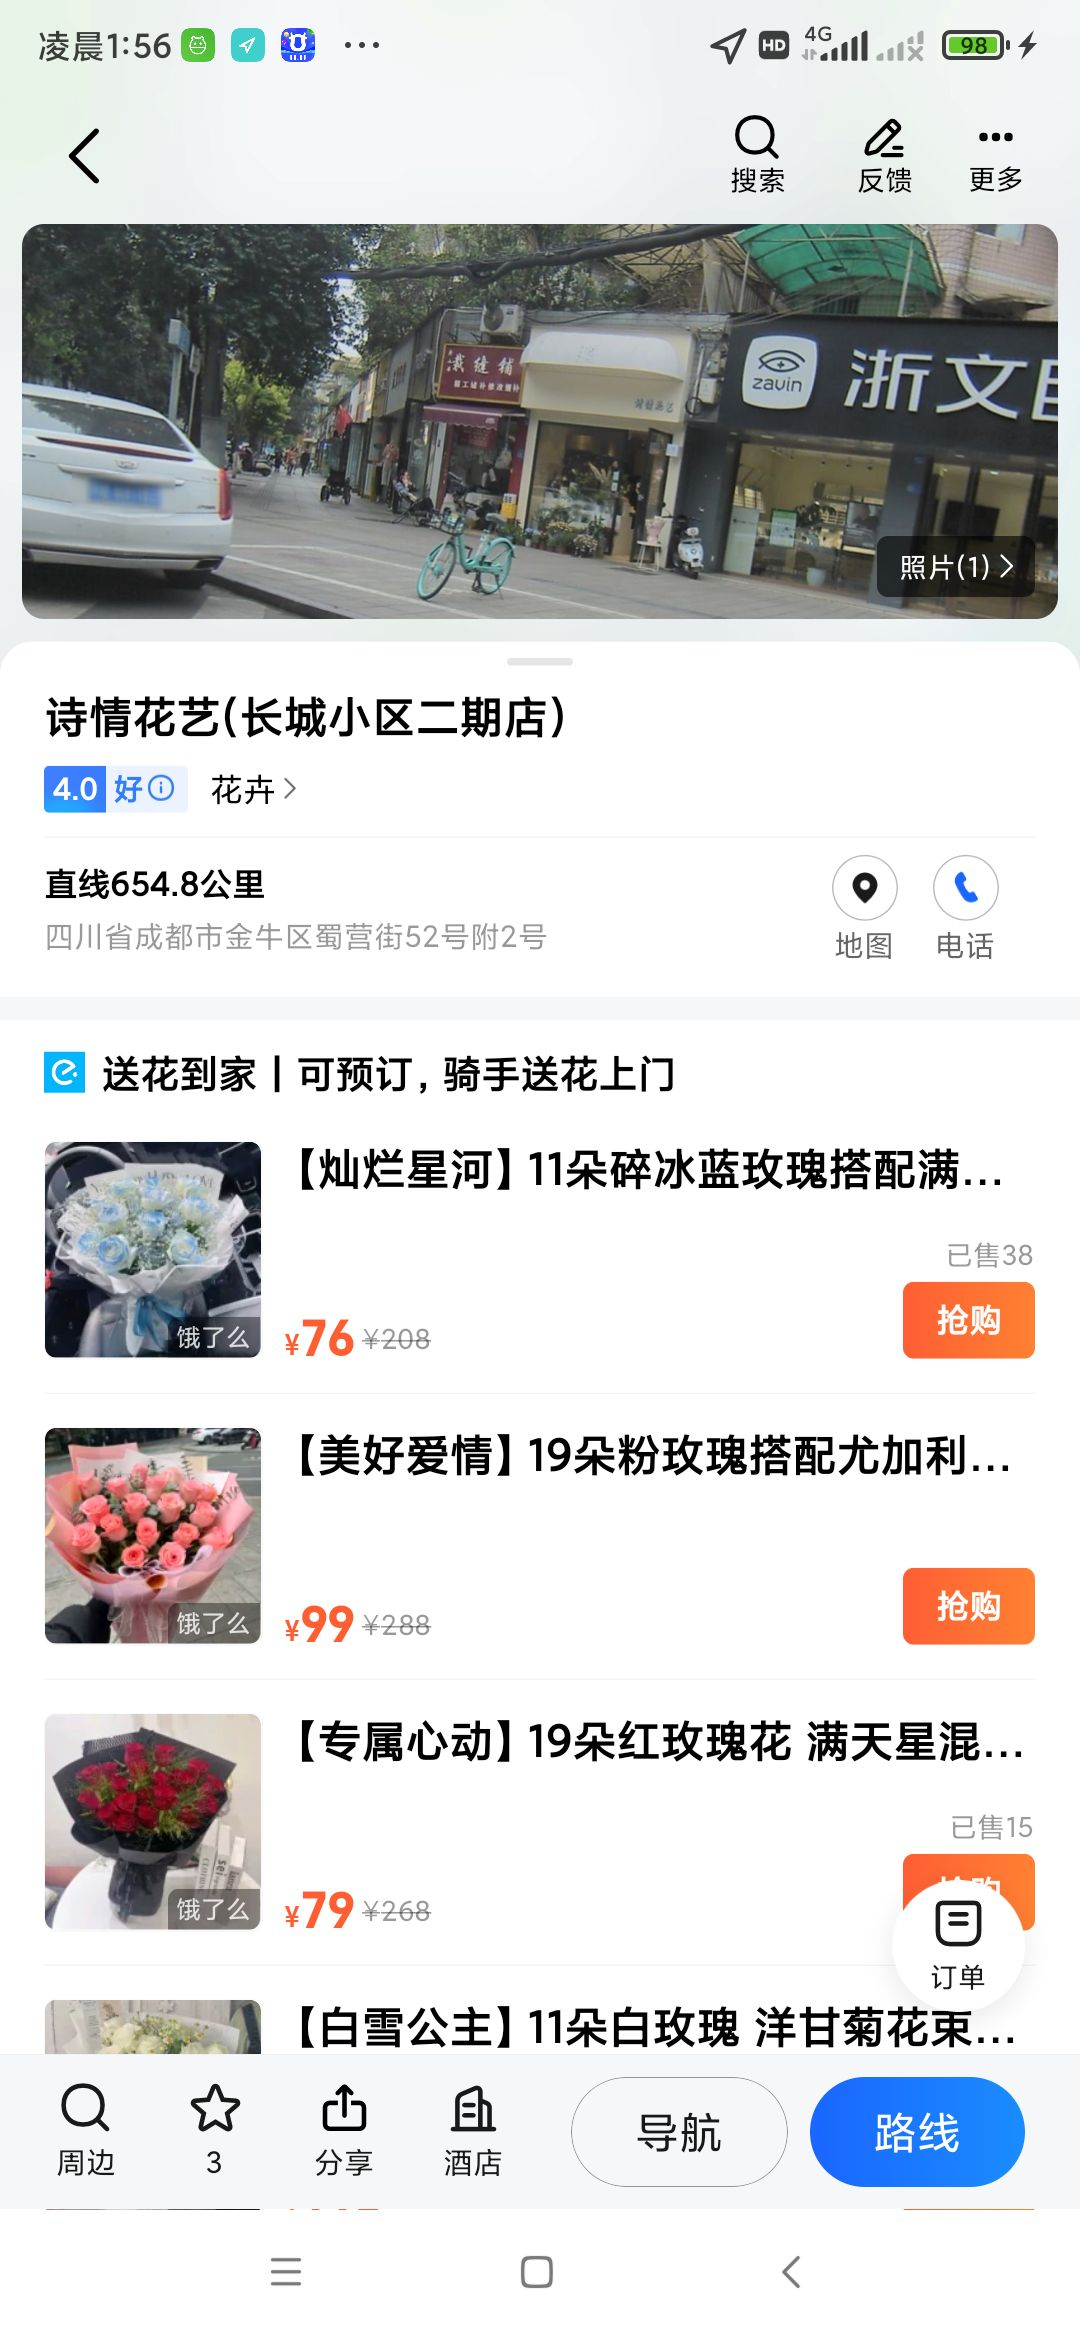 凌晨1:56
HD
4G
98
搜索
反馈
更多
裁缝铺
zavin
浙文
照片(1)
诗情花艺(长城小区二期店)
4.0 好
花卉
直线654.8公里
四川省成都市金牛区蜀营街52号附2号
地图
电话
送花到家 | 可预订,骑手送花上门
【灿烂星河】11朵碎冰蓝玫瑰搭配满...
已售38
饿了么
¥76 ¥208
抢购
【美好爱情】19朵粉玫瑰搭配尤加利...
饿了么
¥99 ¥288
抢购
【专属心动】19朵红玫瑰花 满天星混...
已售15
饿了么
¥79 ¥268
抢购
订单
【白雪公主】11朵白玫瑰 洋甘菊花束...
周边
3
分享
酒店
导航
路线